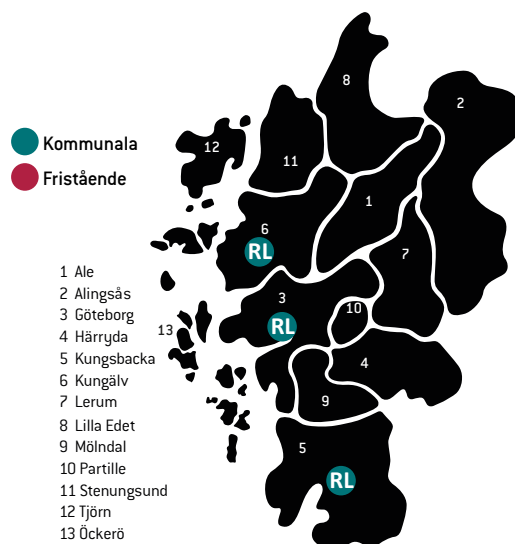 Kommunala
Fristående
8
2
12
11
1
6
RL
7
3
RL
10
13
4
9
5
RL
1 Ale
2 Alingsås
3 Göteborg
4 Härryda
5 Kungsbacka
6 Kungälv
7 Lerum
8 Lilla Edet
9 Mölndal
10 Partille
11 Stenungsund
12 Tjörn
13 Öckerö